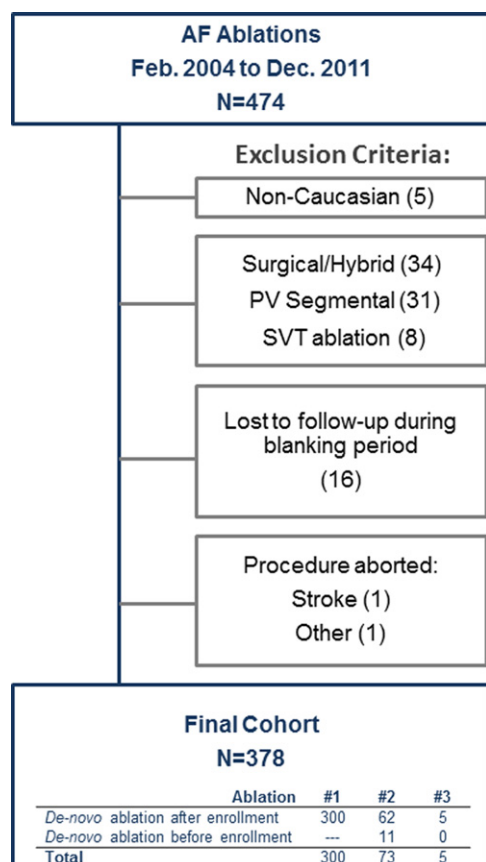 AF Ablations
Feb. 2004 to Dec. 2011
N=474
Exclusion Criteria:
Non-Caucasian (5)
Surgical/Hybrid (34)
PV Segmental (31)
SVT ablation (8)
Lost to follow-up during
blanking period
(16)
Procedure aborted:
Stroke (1)
Other (1)
Final Cohort
N=378
Ablation #1 #2 #3
De-novo ablation after enrollment 300 62 5
De-novo ablation before enrollment --- 11 0
Total 300 73 5